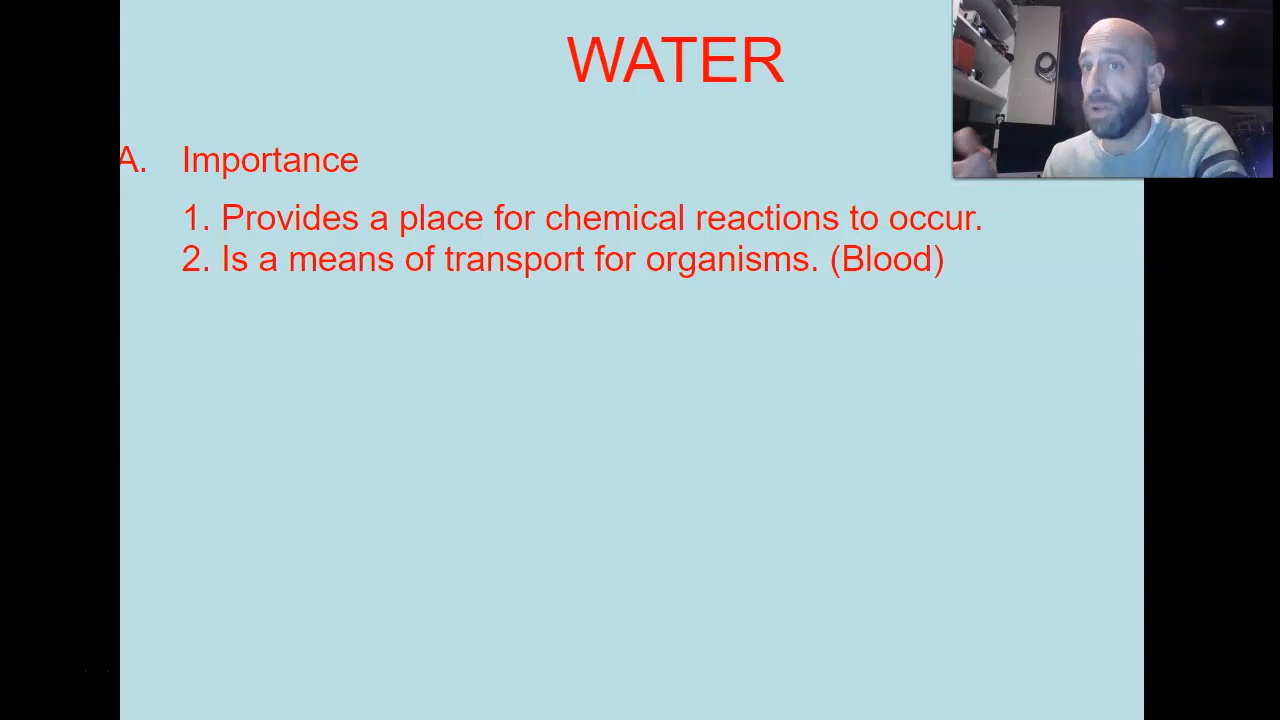 WATER
A. Importance
1. Provides a place for chemical reactions to occur.
2. Is a means of transport for organisms. (Blood)